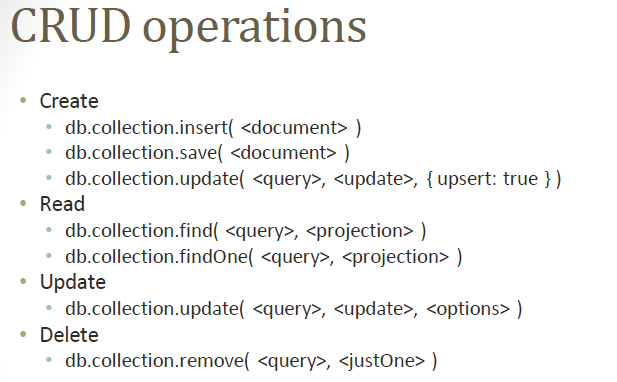 CRUD operations
• Create
• db.collection.insert( <document> )
• db.collection.save( <document> )
• db.collection.update( <query>, <update>, { upsert: true } )
• Read
• db.collection.find( <query>, <projection> )
• db.collection.findOne( <query>, <projection> )
• Update
• db.collection.update( <query>, <update>, <options> )
• Delete
• db.collection.remove( <query>, <justOne> )